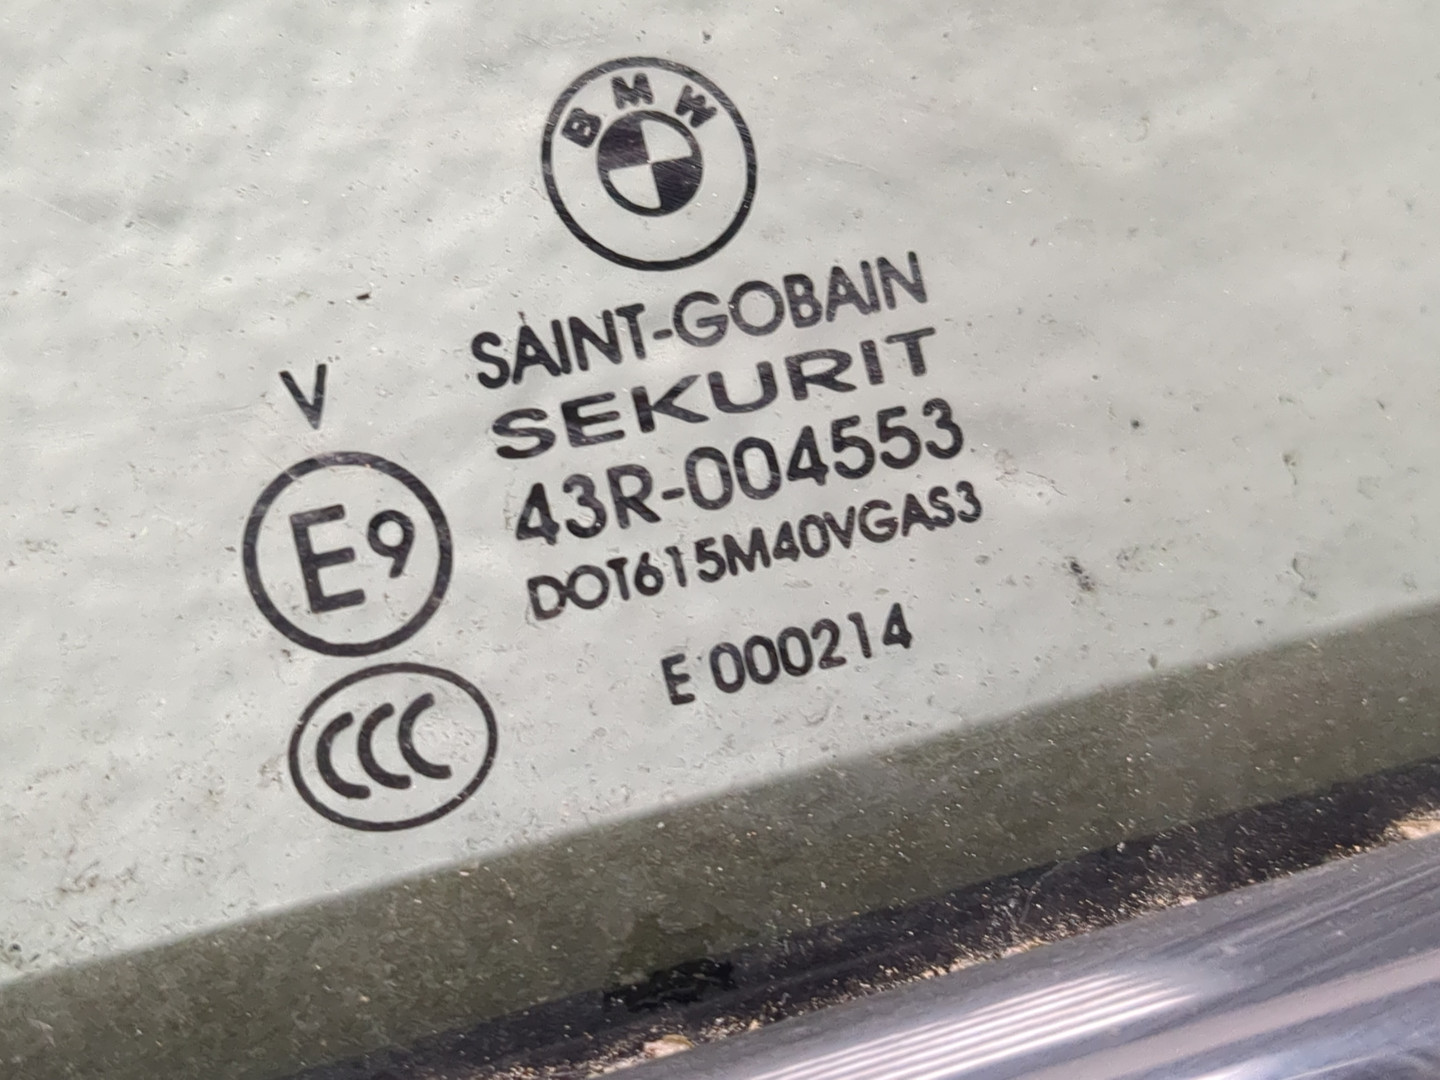 BMW
SAINT-GOBAIN
SEKURIT
V
43R-004553
E9
DOT615M40VGAS3
E 000214
CCC